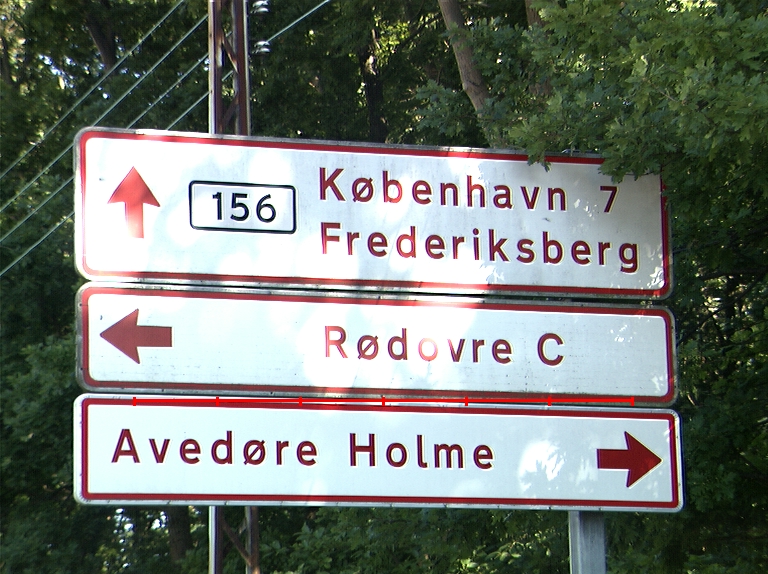 156 København 7
Frederiksberg
Rødovre C
Avedøre Holme